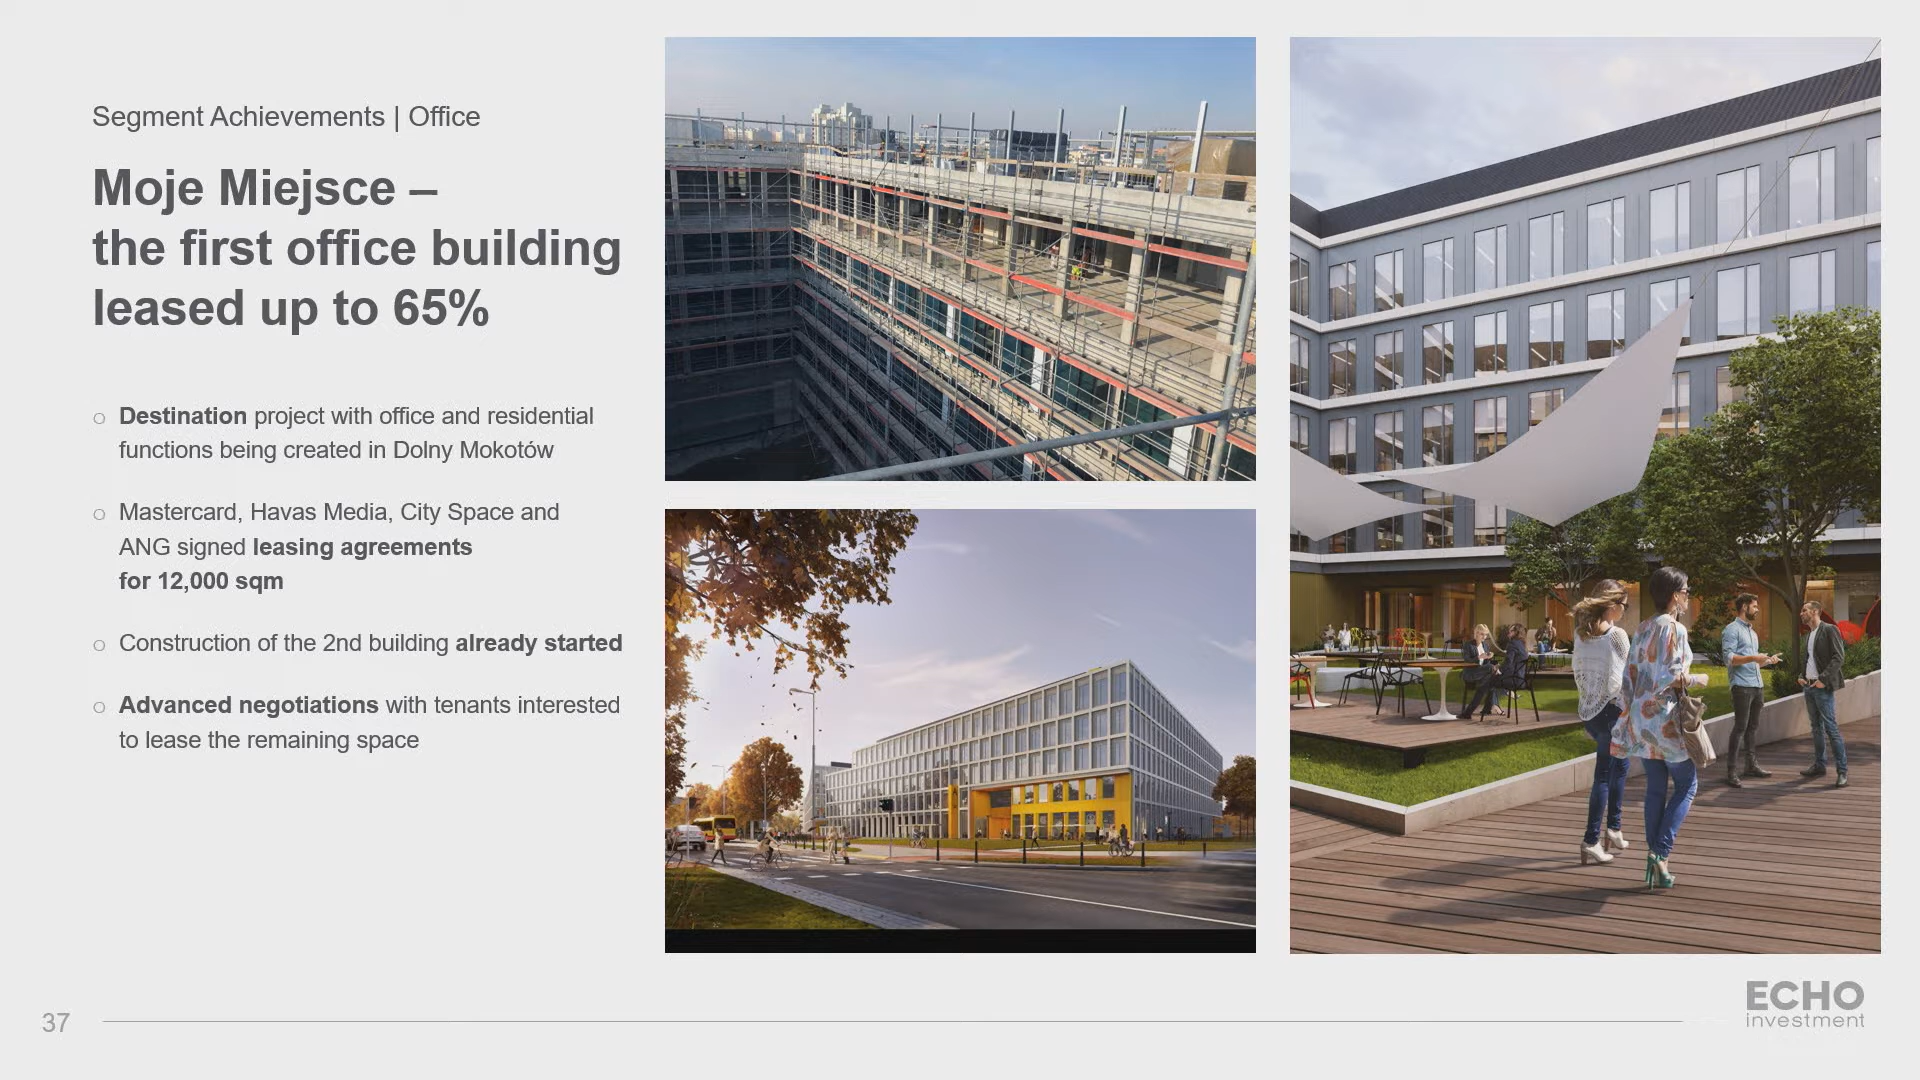 Segment Achievements | Office
Moje Miejsce –
the first office building
leased up to 65%
○ Destination project with office and residential
functions being created in Dolny Mokotów
○ Mastercard, Havas Media, City Space and
ANG signed leasing agreements
for 12,000 sqm
○ Construction of the 2nd building already started
○ Advanced negotiations with tenants interested
to lease the remaining space
37
ECHO
investment